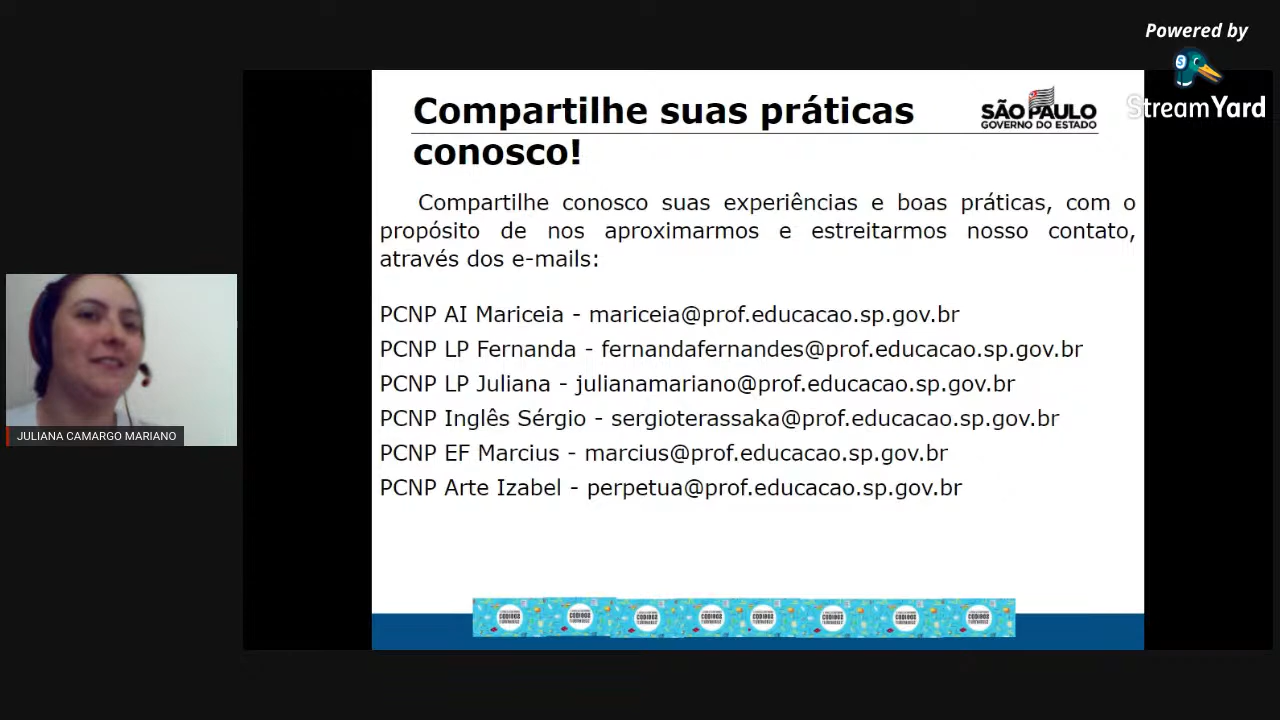 Powered by
StreamYard
Compartilhe suas práticas
conosco!
SÃO PAULO
GOVERNO DO ESTADO
Compartilhe conosco suas experiências e boas práticas, com o
propósito de nos aproximarmos e estreitarmos nosso contato,
através dos e-mails:
PCNP AI Mariceia - mariceia@prof.educacao.sp.gov.br
PCNP LP Fernanda - fernandafernandes@prof.educacao.sp.gov.br
PCNP LP Juliana - julianamariano@prof.educacao.sp.gov.br
PCNP Inglês Sérgio - sergioterassaka@prof.educacao.sp.gov.br
PCNP EF Marcius - marcius@prof.educacao.sp.gov.br
PCNP Arte Izabel - perpetua@prof.educacao.sp.gov.br
JULIANA CAMARGO MARIANO